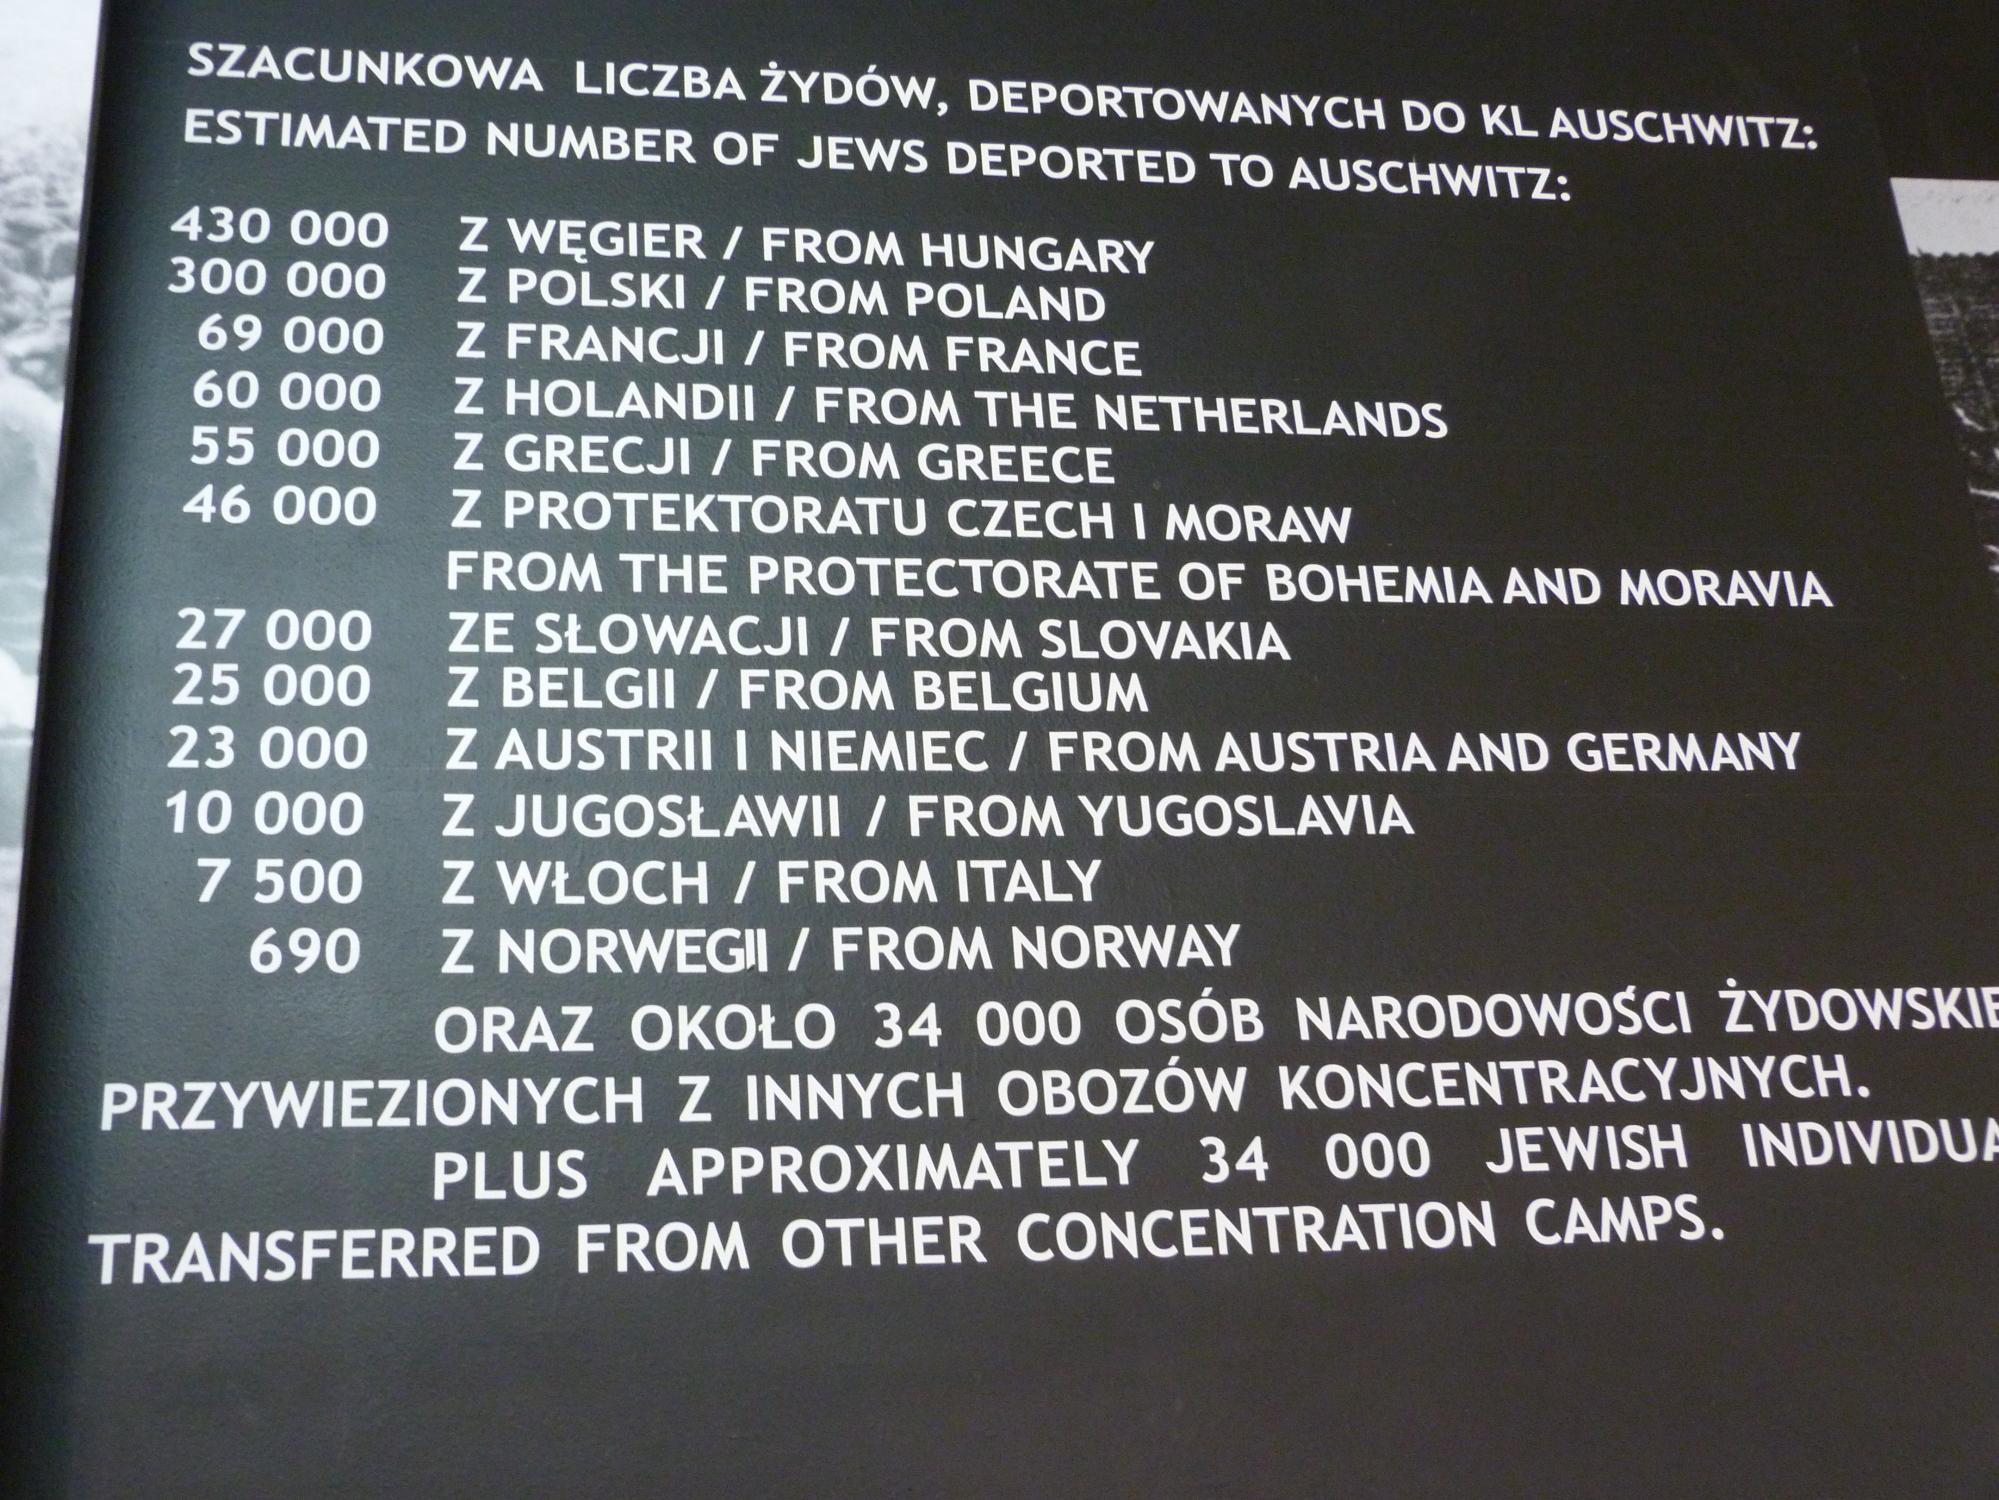 SZACUNKOWA LICZBA ŻYDÓW, DEPORTOWANYCH DO KL AUSCHWITZ:
ESTIMATED NUMBER OF JEWS DEPORTED TO AUSCHWITZ:
430 000 Z WĘGIER / FROM HUNGARY
300 000 Z POLSKI / FROM POLAND
69 000 Z FRANCJI / FROM FRANCE
60 000 Z HOLANDII / FROM THE NETHERLANDS
55 000 Z GRECJI / FROM GREECE
46 000 Z PROTEKTORATU CZECH I MORAW
FROM THE PROTECTORATE OF BOHEMIA AND MORAVIA
27 000 ZE SŁOWACJI / FROM SLOVAKIA
25 000 Z BELGII / FROM BELGIUM
23 000 Z AUSTRII I NIEMIEC / FROM AUSTRIA AND GERMANY
10 000 Z JUGOSŁAWII / FROM YUGOSLAVIA
7 500 Z WŁOCH / FROM ITALY
690 Z NORWEGII / FROM NORWAY
ORAZ OKOŁO 34 000 OSÓB NARODOWOŚCI ŻYDOWSKIE
PRZYWIEZIONYCH Z INNYCH OBOZÓW KONCENTRACYJNYCH.
PLUS APPROXIMATELY 34 000 JEWISH INDIVIDUA
TRANSFERRED FROM OTHER CONCENTRATION CAMPS.